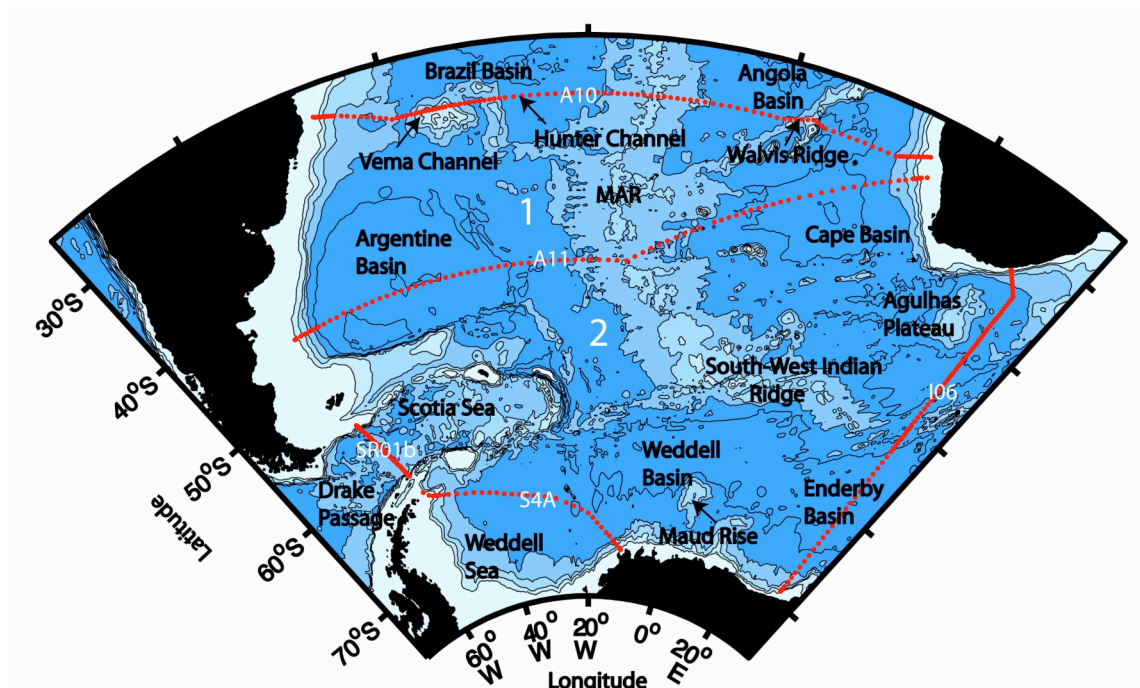 Brazil Basin
Angola
Basin
A10
Hunter Channel
Vema Channel
Walvis Ridge
MAR
1
Argentine
Basin
A11
Cape Basin
Agulhas
Plateau
2
South-West Indian
Ridge
I06
Scotia Sea
SR01b
Weddell
Basin
Drake
Passage
S4A
Enderby
Basin
Maud Rise
Weddell
Sea
30°S
40°S
50°S
60°S
70°S
Latitude
60°
W
40°
W
20°
W
0°
20°
E
Longitude